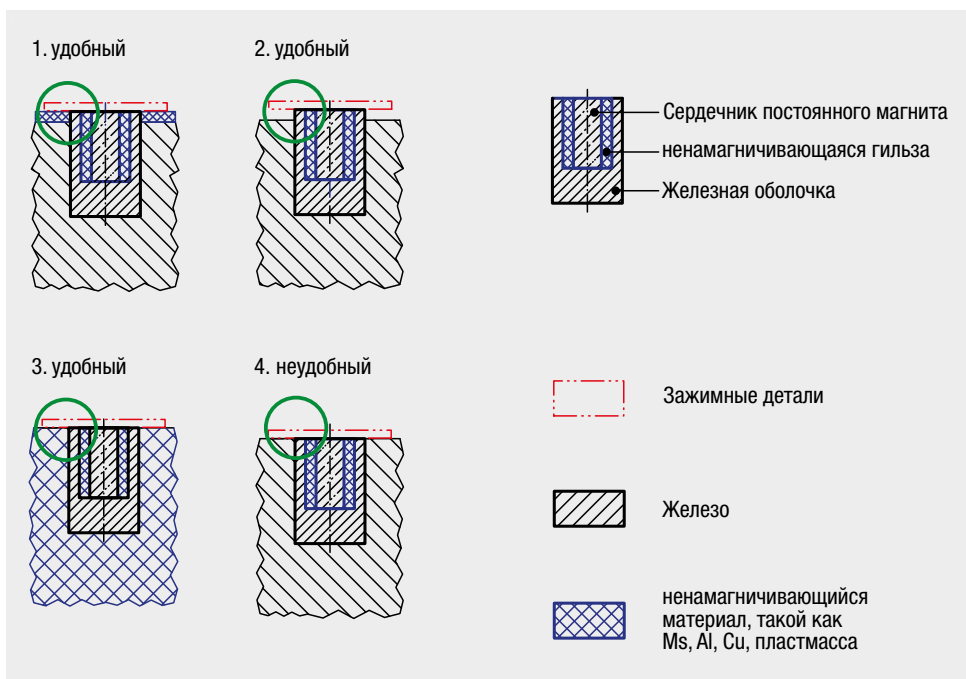 1. удобный
2. удобный
Сердечник постоянного магнита
ненамагничивающаяся гильза
Железная оболочка
3. удобный
4. неудобный
Зажимные детали
Железо
ненамагничивающийся
материал, такой как
Ms, Al, Cu, пластмасса